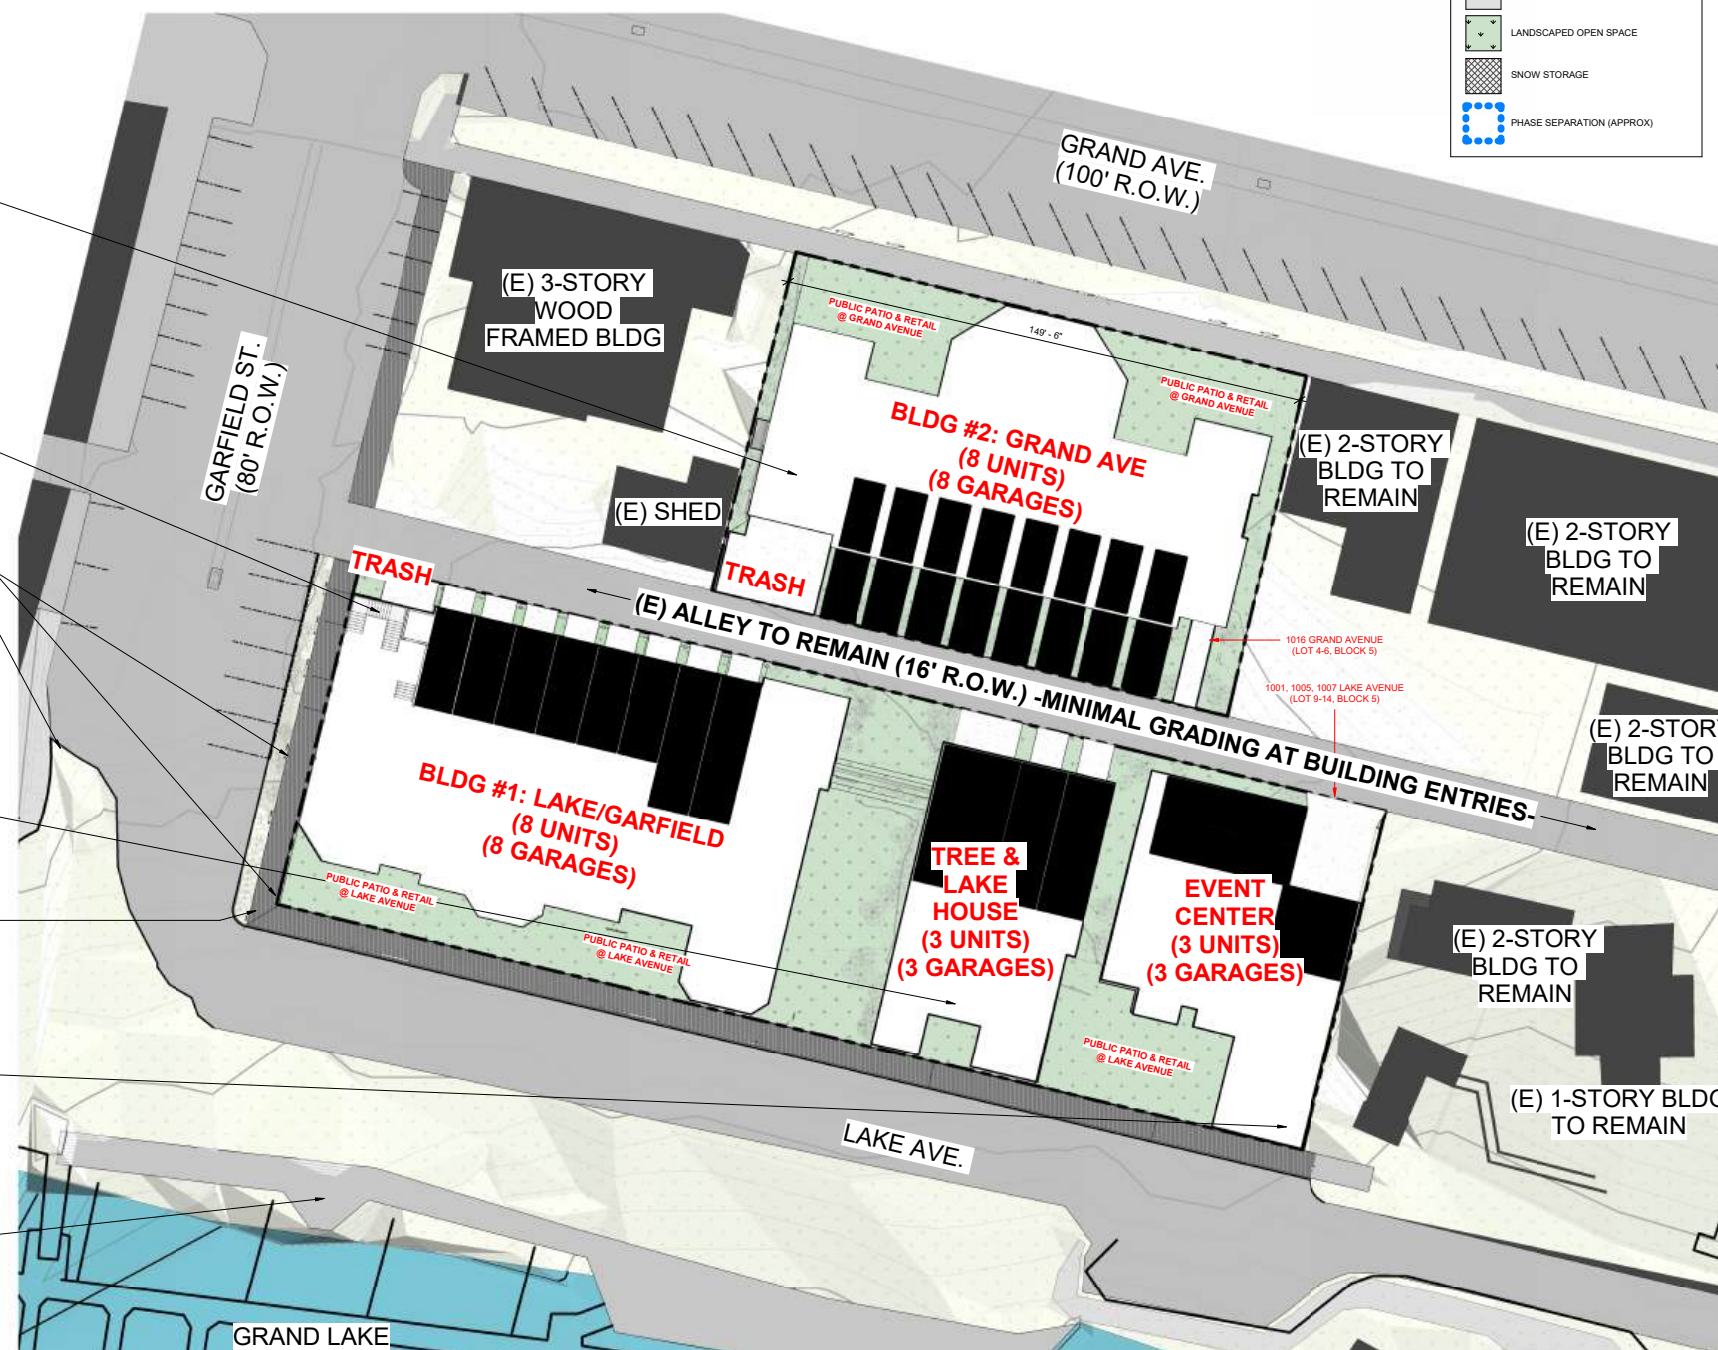 LANDSCAPED OPEN SPACE
SNOW STORAGE
PHASE SEPARATION (APPROX)
GRAND AVE.
(100' R.O.W.)
(E) 3-STORY
WOOD
FRAMED BLDG
PUBLIC PATIO & RETAIL
@ GRAND AVENUE
149' - 6"
PUBLIC PATIO & RETAIL
@ GRAND AVENUE
GARFIELD ST.
(80' R.O.W.)
BLDG #2: GRAND AVE
(8 UNITS)
(8 GARAGES)
(E) 2-STORY
BLDG TO
REMAIN
(E) 2-STORY
BLDG TO
REMAIN
(E) SHED
TRASH
TRASH
(E) ALLEY TO REMAIN (16' R.O.W.) -MINIMAL GRADING AT BUILDING ENTRIES-
1016 GRAND AVENUE
(LOT 4-6, BLOCK 5)
1001, 1005, 1007 LAKE AVENUE
(LOT 9-14, BLOCK 5)
(E) 2-STORY
BLDG TO
REMAIN
BLDG #1: LAKE/GARFIELD
(8 UNITS)
(8 GARAGES)
PUBLIC PATIO & RETAIL
@ LAKE AVENUE
PUBLIC PATIO & RETAIL
@ LAKE AVENUE
TREE &
LAKE
HOUSE
(3 UNITS)
(3 GARAGES)
EVENT
CENTER
(3 UNITS)
(3 GARAGES)
(E) 2-STORY
BLDG TO
REMAIN
PUBLIC PATIO & RETAIL
@ LAKE AVENUE
(E) 1-STORY BLDG
TO REMAIN
LAKE AVE.
GRAND LAKE